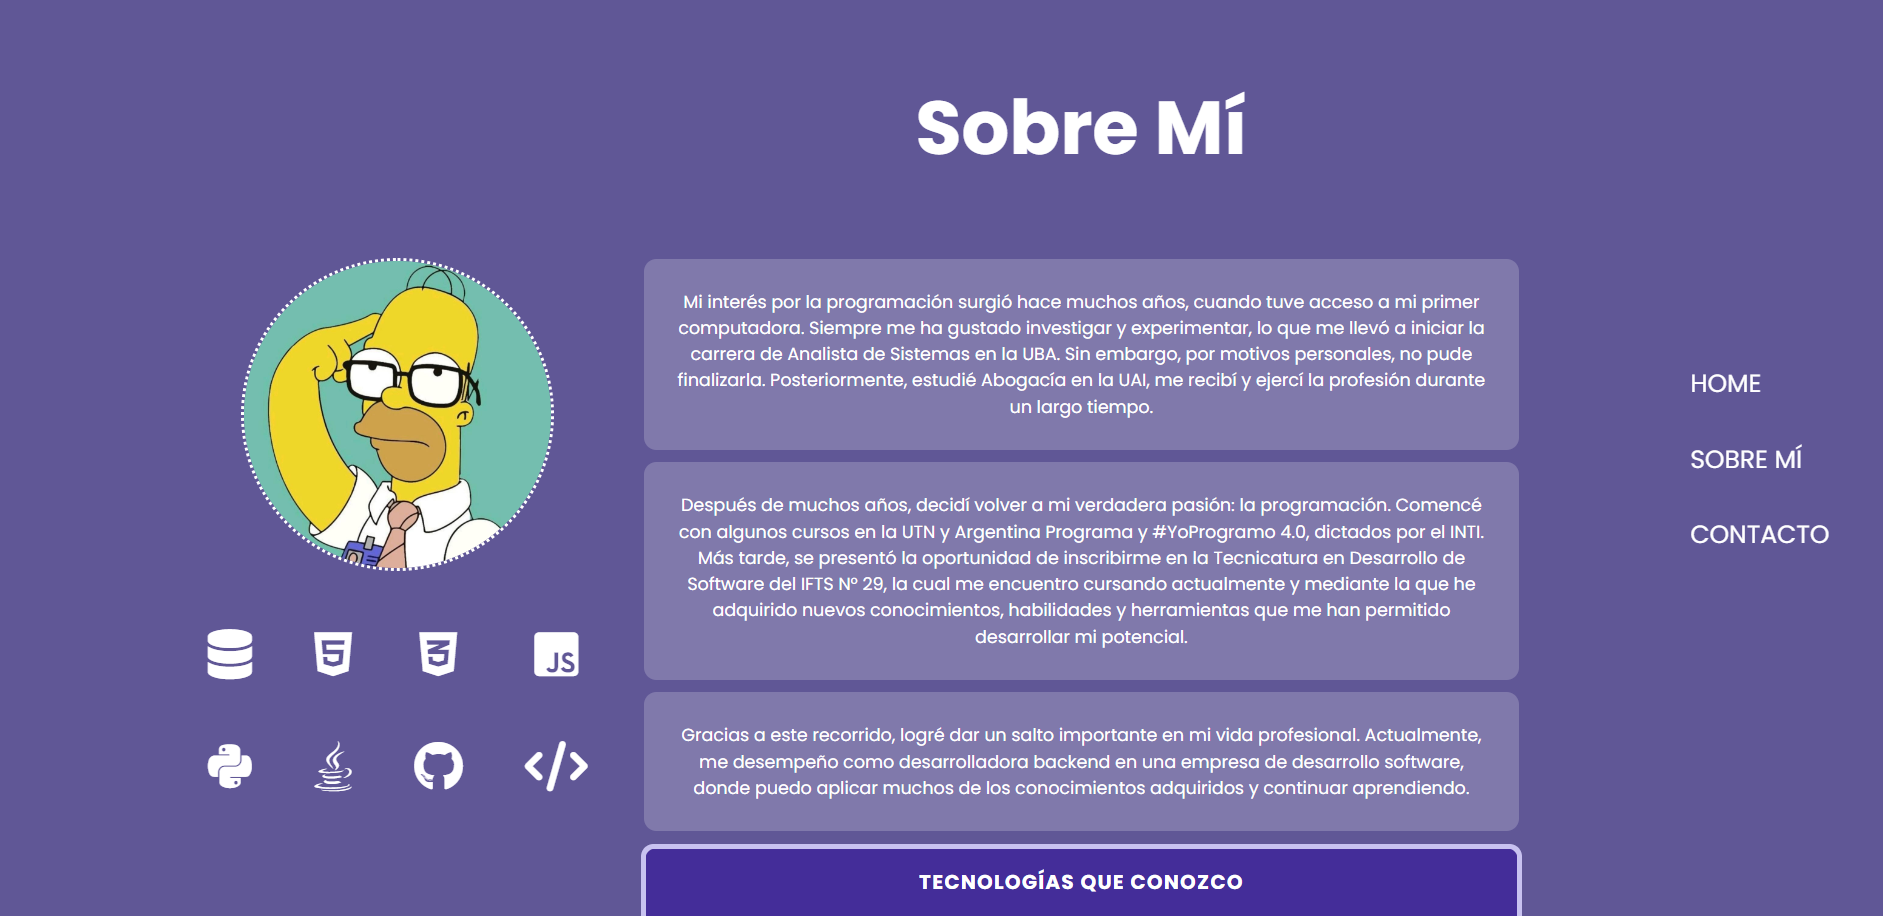 Sobre Mí
Mi interés por la programación surgió hace muchos años, cuando tuve acceso a mi primer
computadora. Siempre me ha gustado investigar y experimentar, lo que me llevó a iniciar la
carrera de Analista de Sistemas en la UBA. Sin embargo, por motivos personales, no pude
finalizarla. Posteriormente, estudié Abogacía en la UAI, me recibí y ejercí la profesión durante
un largo tiempo.
Después de muchos años, decidí volver a mi verdadera pasión: la programación. Comencé
con algunos cursos en la UTN y Argentina Programa y #YoProgramo 4.0, dictados por el INTI.
Más tarde, se presentó la oportunidad de inscribirme en la Tecnicatura en Desarrollo de
Software del IFTS N° 29, la cual me encuentro cursando actualmente y mediante la que he
adquirido nuevos conocimientos, habilidades y herramientas que me han permitido
desarrollar mi potencial.
Gracias a este recorrido, logré dar un salto importante en mi vida profesional. Actualmente,
me desempeño como desarrolladora backend en una empresa de desarrollo software,
donde puedo aplicar muchos de los conocimientos adquiridos y continuar aprendiendo.
TECNOLOGÍAS QUE CONOZCO
HOME
SOBRE MÍ
CONTACTO
5
3
JS